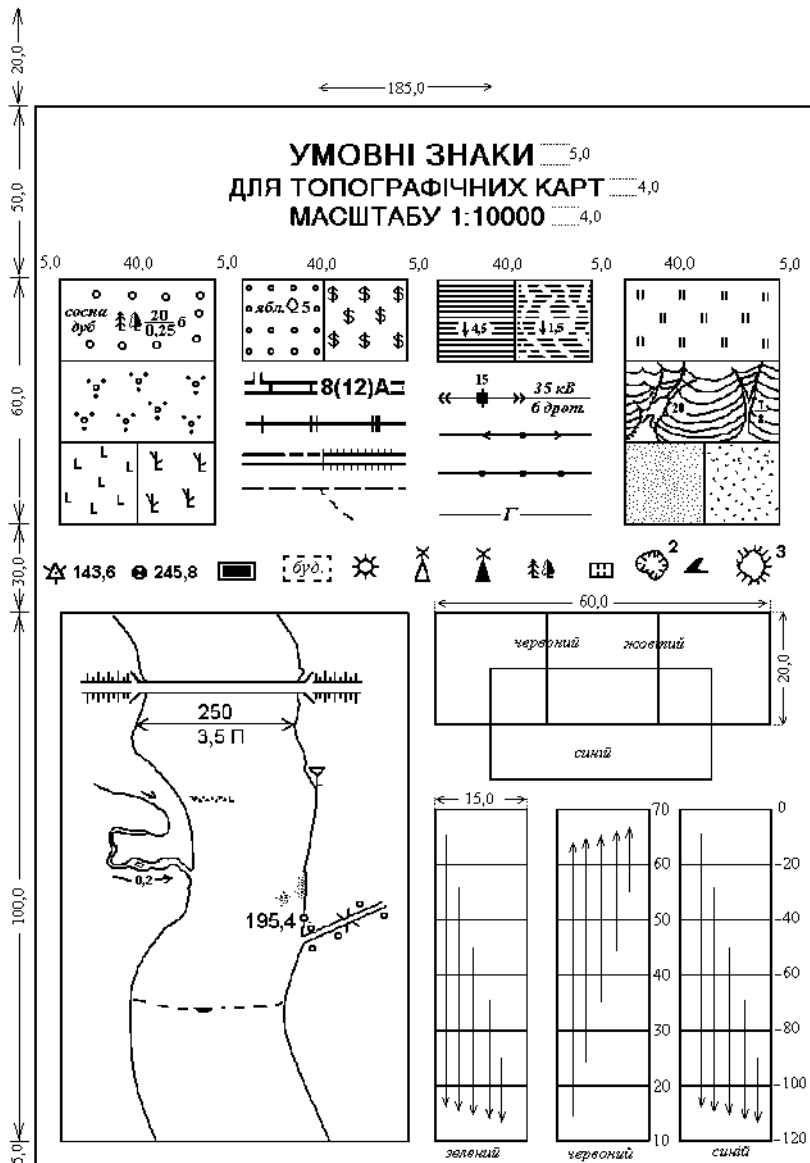 20,0
185,0
УМОВНІ ЗНАКИ 5,0
ДЛЯ ТОПОГРАФІЧНИХ КАРТ 4,0
МАСШТАБУ 1:10000 4,0
50,0
5,0 40,0 5,0 40,0 5,0 40,0 5,0 40,0 5,0
60,0
сосна дуб 20 0,25 6
ябл. 5
4,5 1,5
8(12)А
15 35 кВ
6 дрот.
20 7 8
Г
30,0
143,6 245,8 буд. 2 3
60,0
20,0
червоний жовтий
синій
250
3,5 П
0,2
195,4
100,0
15,0
70 0
60 -20
50 -40
40 -60
30 -80
20 -100
10 -120
зелений червоний синій
5,0